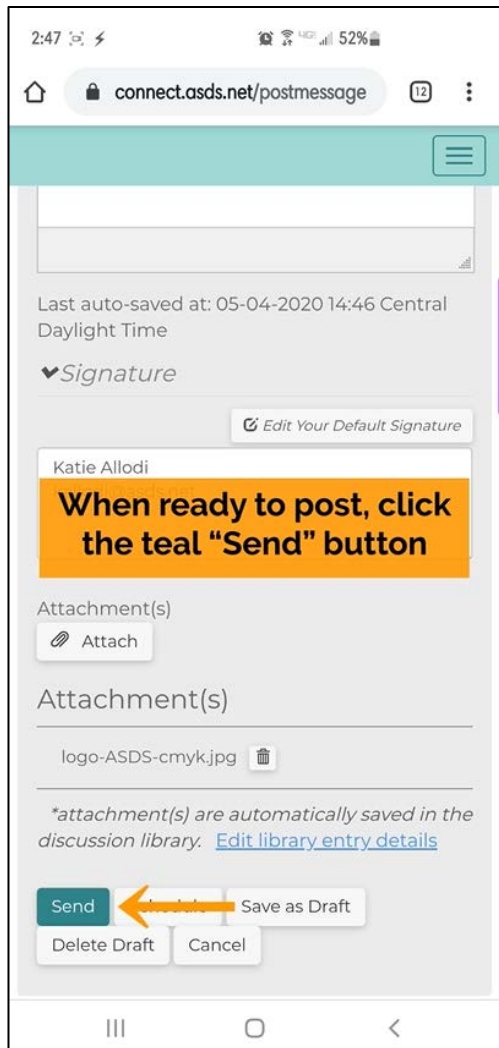 2:47 4G 52%
connect.asds.net/postmessage 12
Last auto-saved at: 05-04-2020 14:46 Central
Daylight Time
Signature
Edit Your Default Signature
Katie Allodi
When ready to post, click
the teal “Send” button
Attachment(s)
Attach
Attachment(s)
logo-ASDS-cmyk.jpg
*attachment(s) are automatically saved in the
discussion library. Edit library entry details
Send Schedule Save as Draft
Delete Draft Cancel